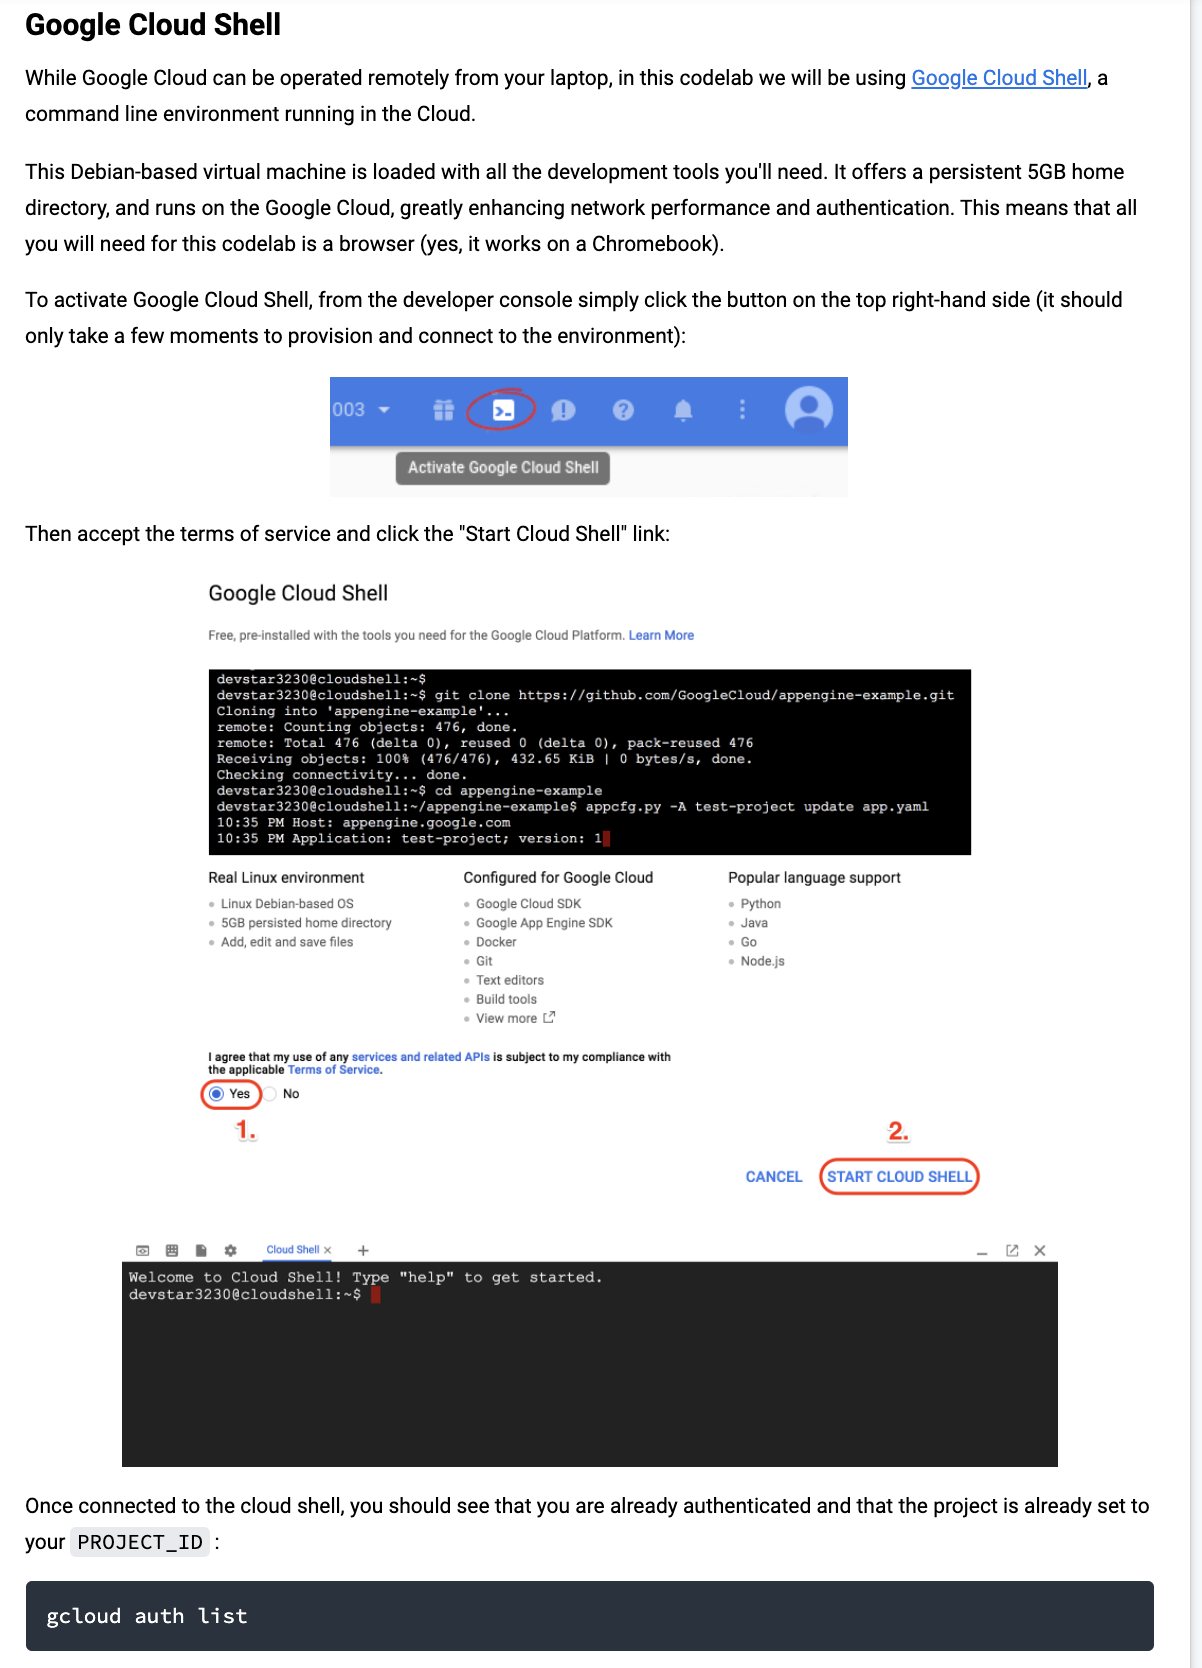 Google Cloud Shell
While Google Cloud can be operated remotely from your laptop, in this codelab we will be using Google Cloud Shell, a
command line environment running in the Cloud.
This Debian-based virtual machine is loaded with all the development tools you'll need. It offers a persistent 5GB home
directory, and runs on the Google Cloud, greatly enhancing network performance and authentication. This means that all
you will need for this codelab is a browser (yes, it works on a Chromebook).
To activate Google Cloud Shell, from the developer console simply click the button on the top right-hand side (it should
only take a few moments to provision and connect to the environment):
003
Activate Google Cloud Shell
Then accept the terms of service and click the "Start Cloud Shell" link:
Google Cloud Shell
Free, pre-installed with the tools you need for the Google Cloud Platform. Learn More
devstar3230@cloudshell:~$
devstar3230@cloudshell:~$ git clone https://github.com/GoogleCloud/appengine-example.git
Cloning into 'appengine-example'...
remote: Counting objects: 476, done.
remote: Total 476 (delta 0), reused 0 (delta 0), pack-reused 476
Receiving objects: 100% (476/476), 432.65 KiB | 0 bytes/s, done.
Checking connectivity... done.
devstar3230@cloudshell:~$ cd appengine-example
devstar3230@cloudshell:~/appengine-example$ appcfg.py -A test-project update app.yaml
10:35 PM Host: appengine.google.com
10:35 PM Application: test-project; version: 1
Real Linux environment
Linux Debian-based OS
5GB persisted home directory
Add, edit and save files
Configured for Google Cloud
Google Cloud SDK
Google App Engine SDK
Docker
Git
Text editors
Build tools
View more
Popular language support
Python
Java
Go
Node.js
I agree that my use of any services and related APIs is subject to my compliance with
the applicable Terms of Service.
Yes No
1.
2.
CANCEL START CLOUD SHELL
Cloud Shell × +
Welcome to Cloud Shell! Type "help" to get started.
devstar3230@cloudshell:~$
Once connected to the cloud shell, you should see that you are already authenticated and that the project is already set to
your PROJECT_ID :
gcloud auth list